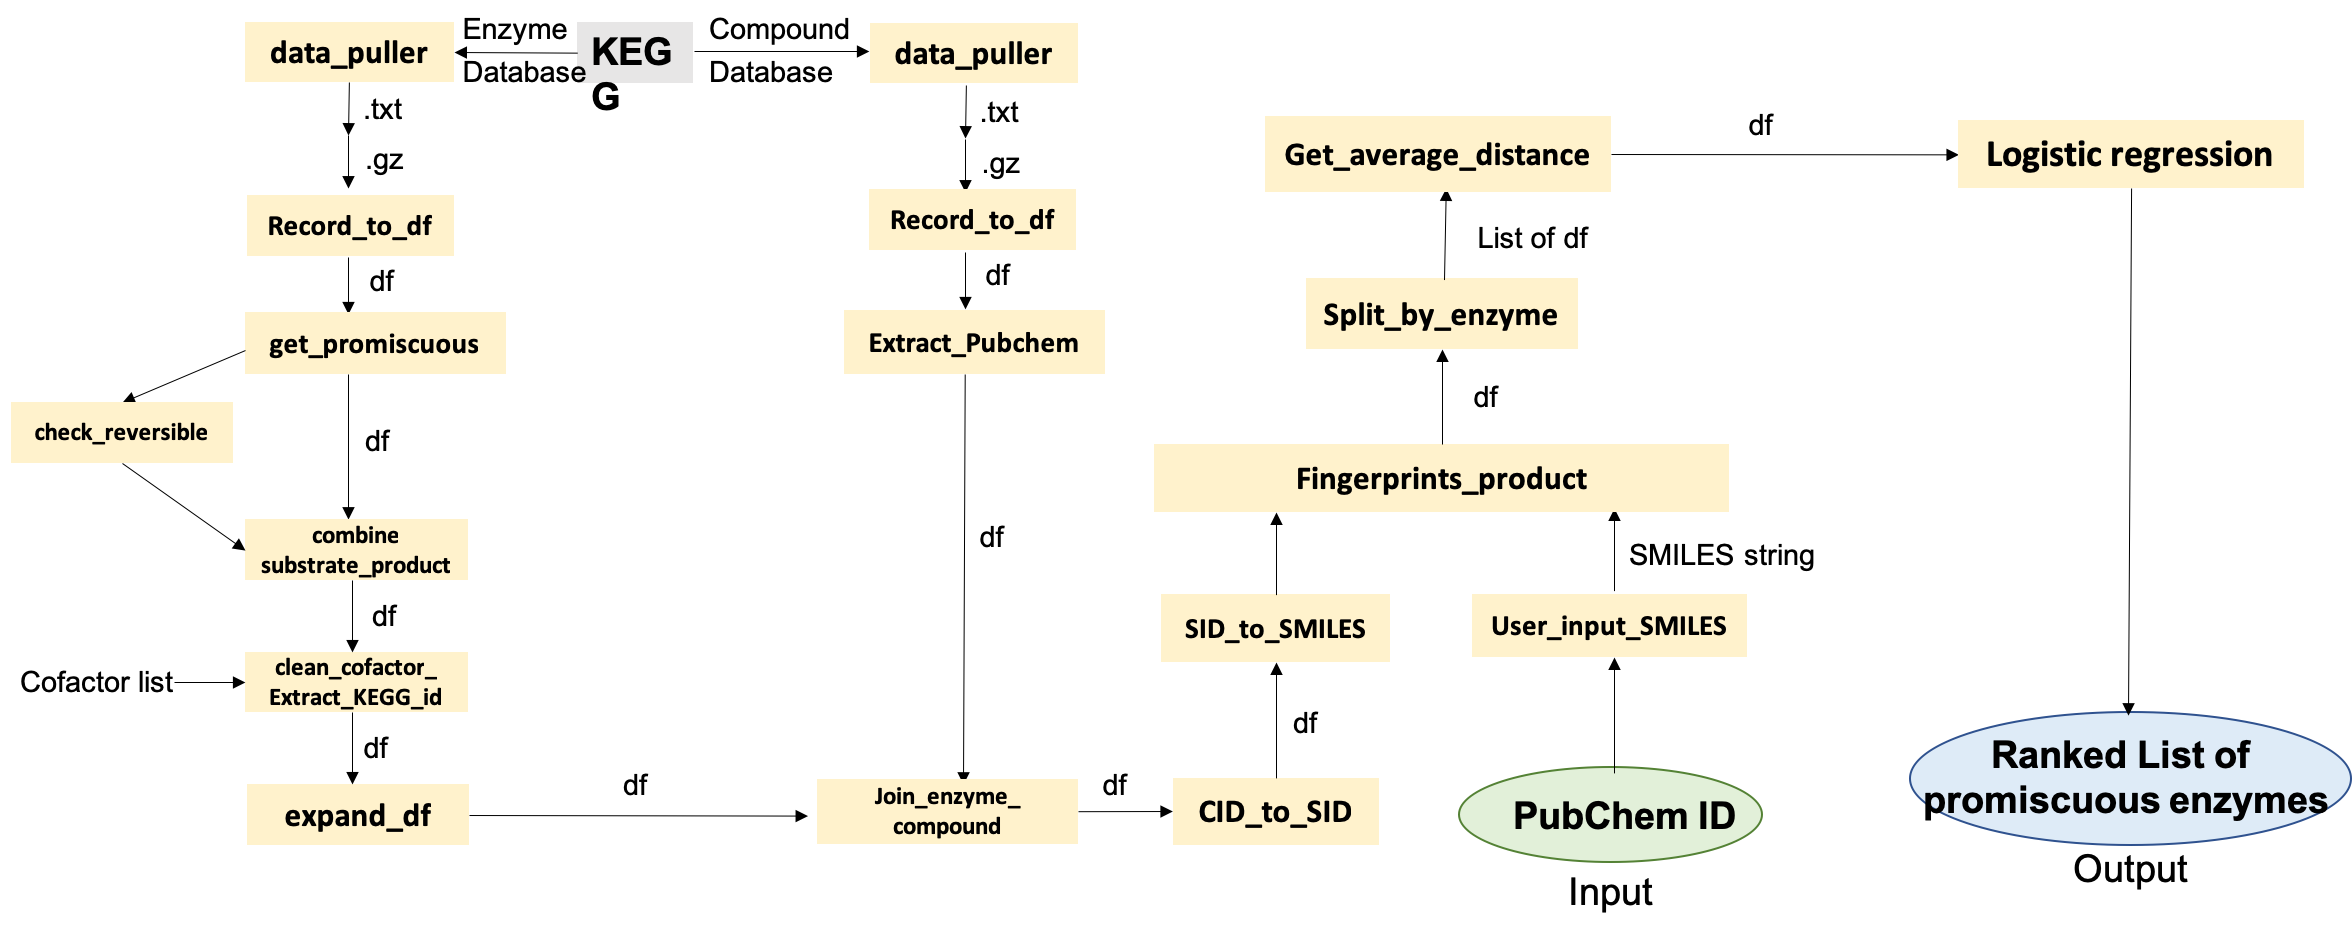 data_puller
Enzyme
Database
KEG
G
Compound
Database
data_puller
.txt
.gz
Record_to_df
df
get_promiscuous
check_reversible
df
combine
substrate_product
df
Cofactor list
clean_cofactor_
Extract_KEGG_id
df
expand_df
df
.txt
.gz
Record_to_df
df
Extract_Pubchem
df
Join_enzyme_
compound
df
CID_to_SID
df
SID_to_SMILES
PubChem ID
Input
User_input_SMILES
SMILES string
Fingerprints_product
df
Split_by_enzyme
List of df
Get_average_distance
df
Logistic regression
Ranked List of
promiscuous enzymes
Output